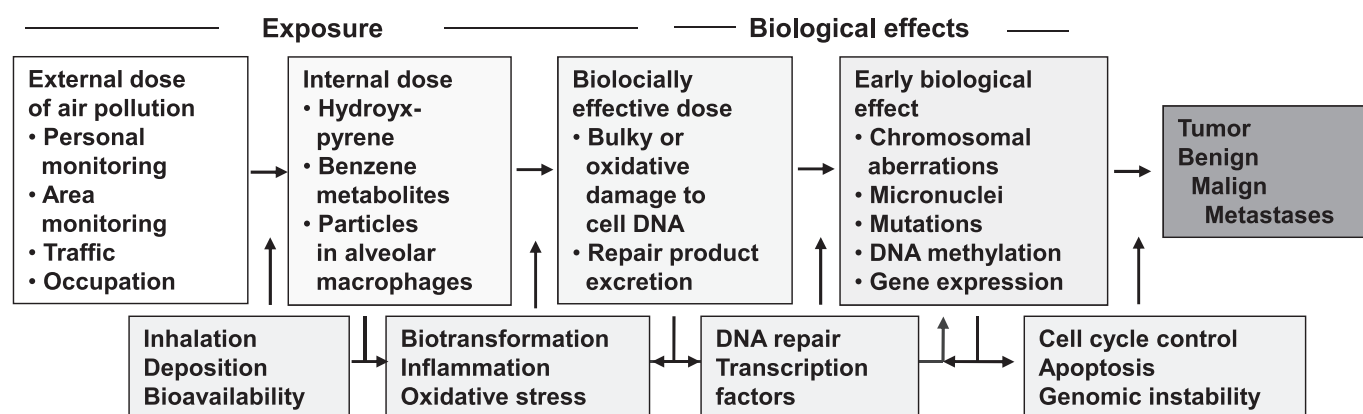 Exposure
Biological effects
External dose
of air pollution
• Personal
monitoring
• Area
monitoring
• Traffic
• Occupation
Internal dose
• Hydroyx-
pyrene
• Benzene
metabolites
• Particles
in alveolar
macrophages
Biolocially
effective dose
• Bulky or
oxidative
damage to
cell DNA
• Repair product
excretion
Early biological
effect
• Chromosomal
aberrations
• Micronuclei
• Mutations
• DNA methylation
• Gene expression
Tumor
Benign
Malign
Metastases
Inhalation
Deposition
Bioavailability
Biotransformation
Inflammation
Oxidative stress
DNA repair
Transcription
factors
Cell cycle control
Apoptosis
Genomic instability